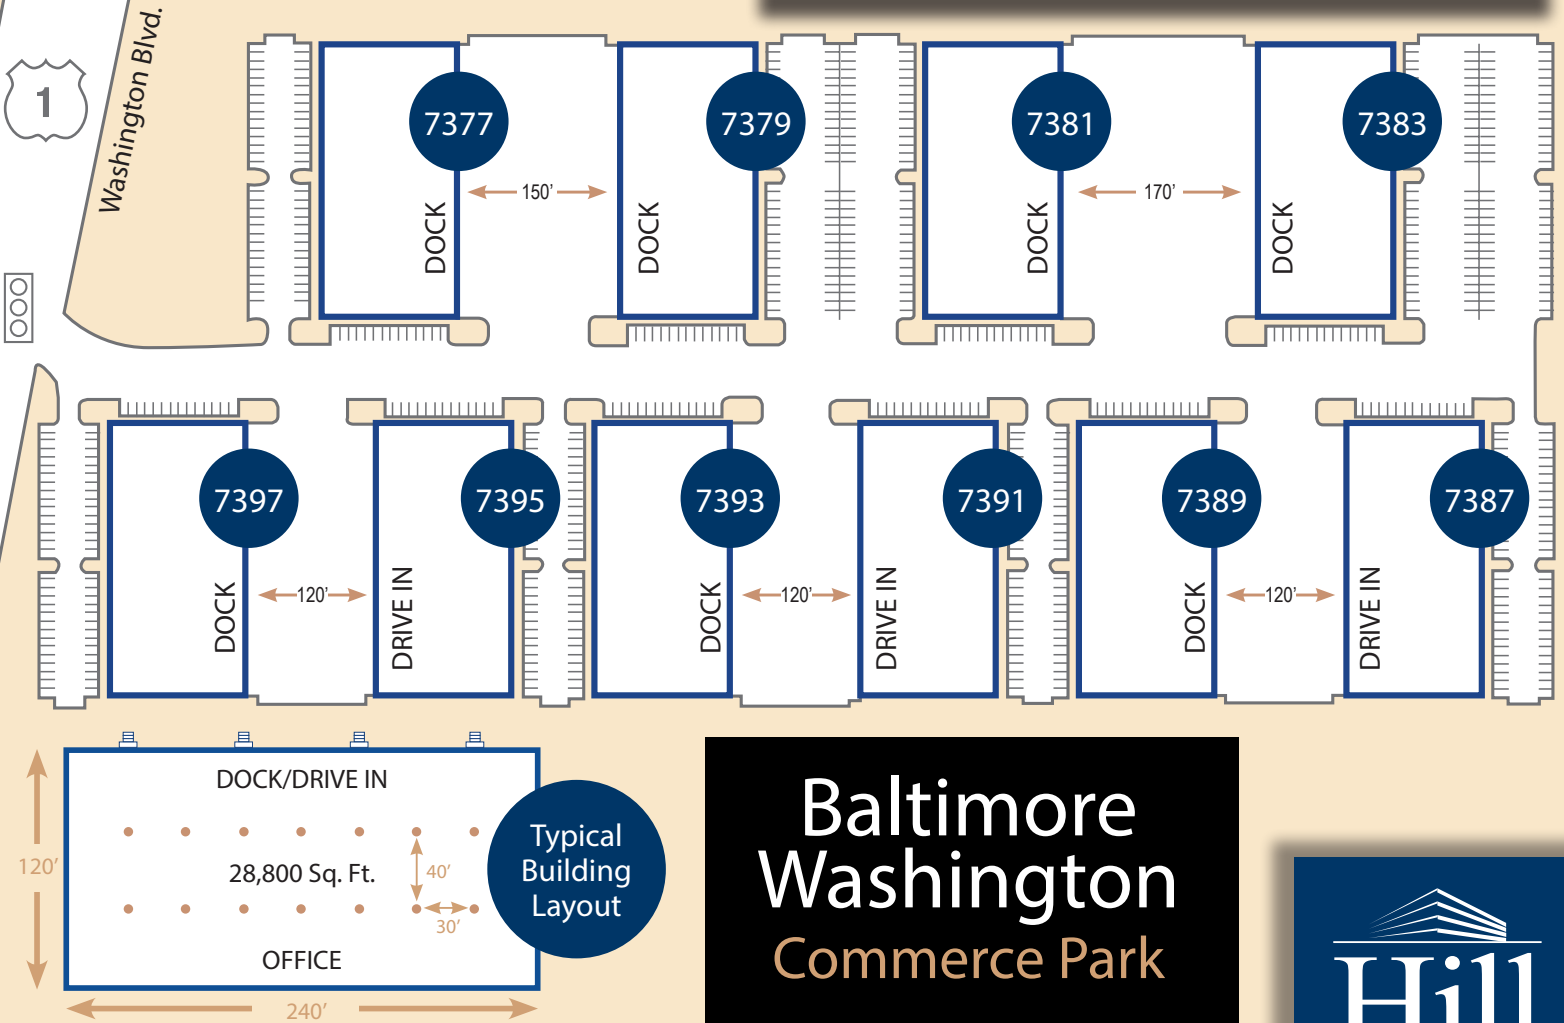 Washington Blvd.
1
7377
7379
7381
7383
150’
170’
DOCK
DOCK
DOCK
DOCK
7397
7395
7393
7391
7389
7387
DOCK
120’
DRIVE IN
DOCK
120’
DRIVE IN
DOCK
120’
DRIVE IN
DOCK/DRIVE IN
120’
28,800 Sq. Ft.
40’
30’
OFFICE
240’
Typical
Building
Layout
Baltimore
Washington
Commerce Park
Hill